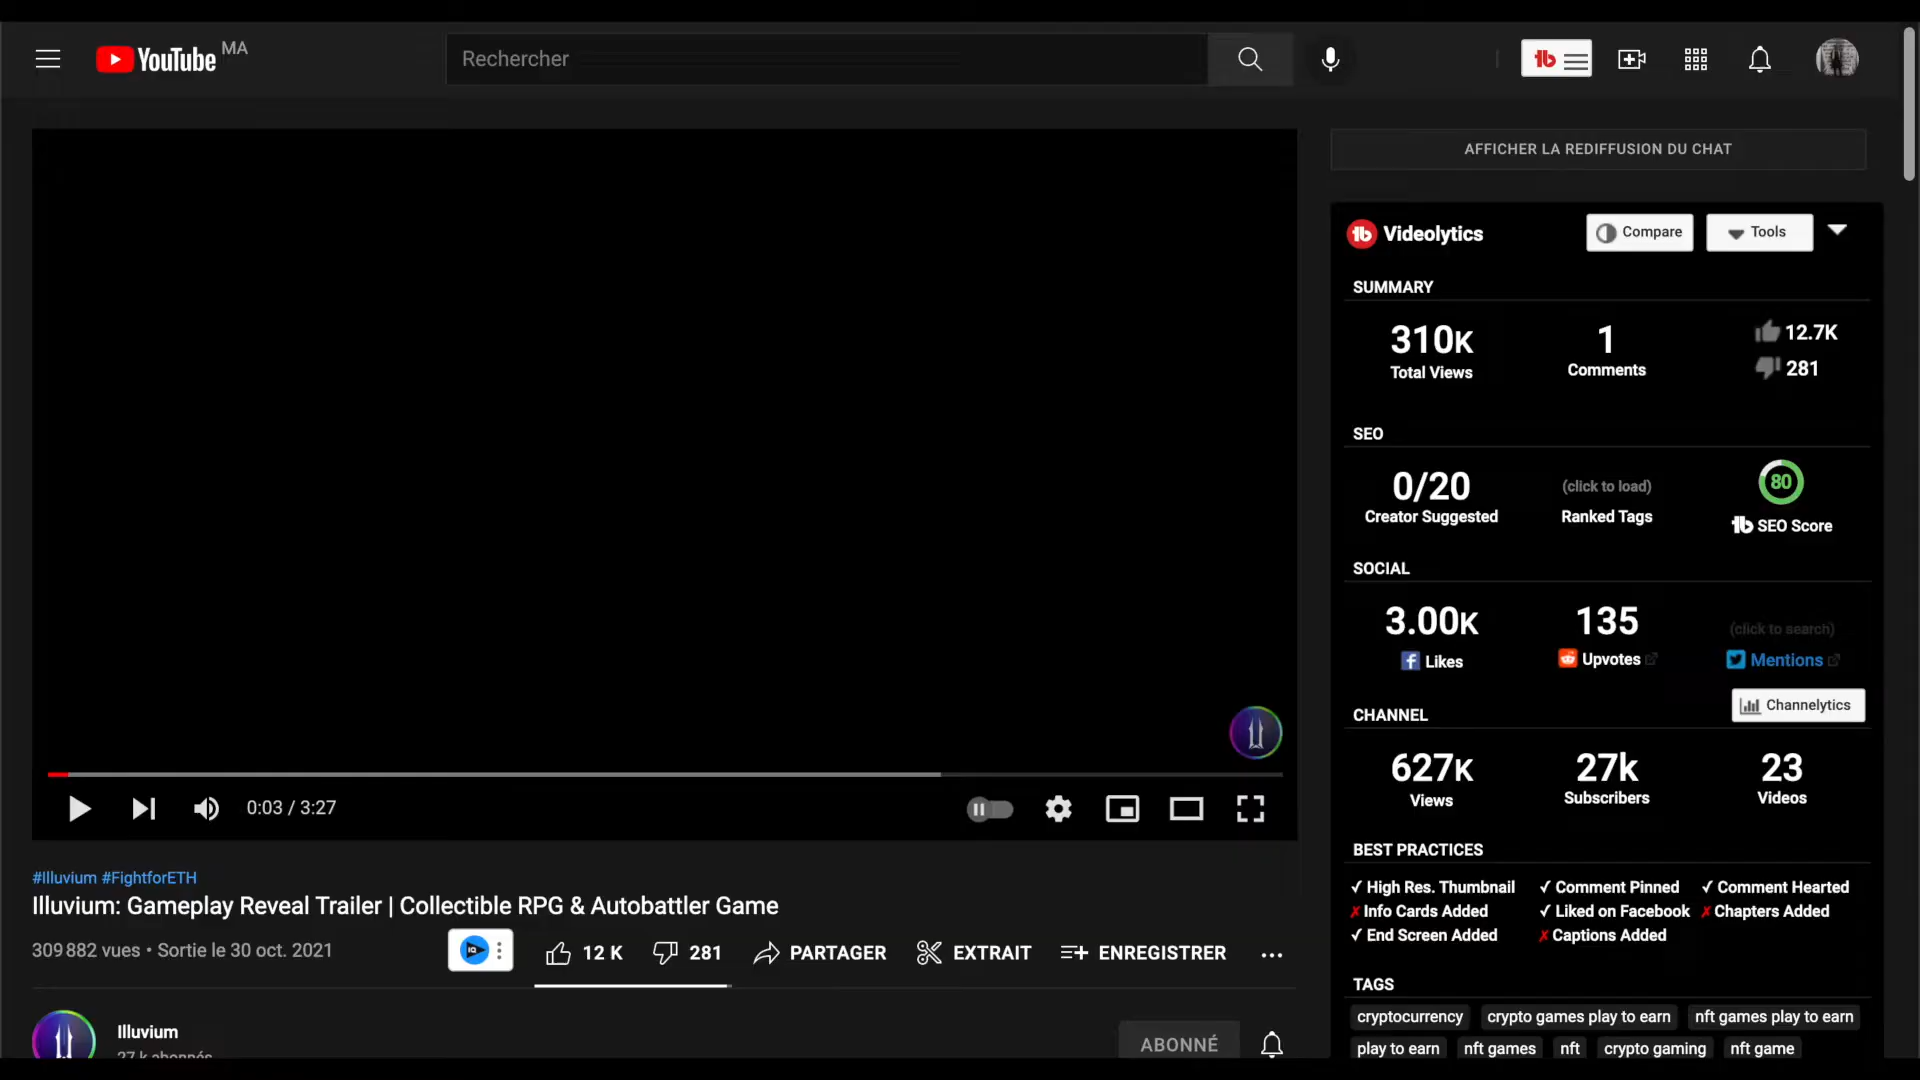 YouTube MA
Rechercher
AFFICHER LA REDIFFUSION DU CHAT
Videolytics
Compare
Tools
SUMMARY
310K
Total Views
1
Comments
12.7K
281
SEO
0/20
Creator Suggested
(click to load)
Ranked Tags
80
SEO Score
SOCIAL
3.00K
Likes
135
Upvotes
(click to search)
Mentions
CHANNEL
Channelytics
627K
Views
27k
Subscribers
23
Videos
BEST PRACTICES
✓ High Res. Thumbnail ✓ Comment Pinned ✓ Comment Hearted
✗ Info Cards Added ✓ Liked on Facebook ✗ Chapters Added
✓ End Screen Added ✗ Captions Added
TAGS
cryptocurrency crypto games play to earn nft games play to earn
play to earn nft games nft crypto gaming nft game
0:03 / 3:27
#Illuvium #FightforETH
Illuvium: Gameplay Reveal Trailer | Collectible RPG & Autobattler Game
309 882 vues • Sortie le 30 oct. 2021
12 K 281 PARTAGER EXTRAIT ENREGISTRER
Illuvium
27 k abonnés
ABONNÉ